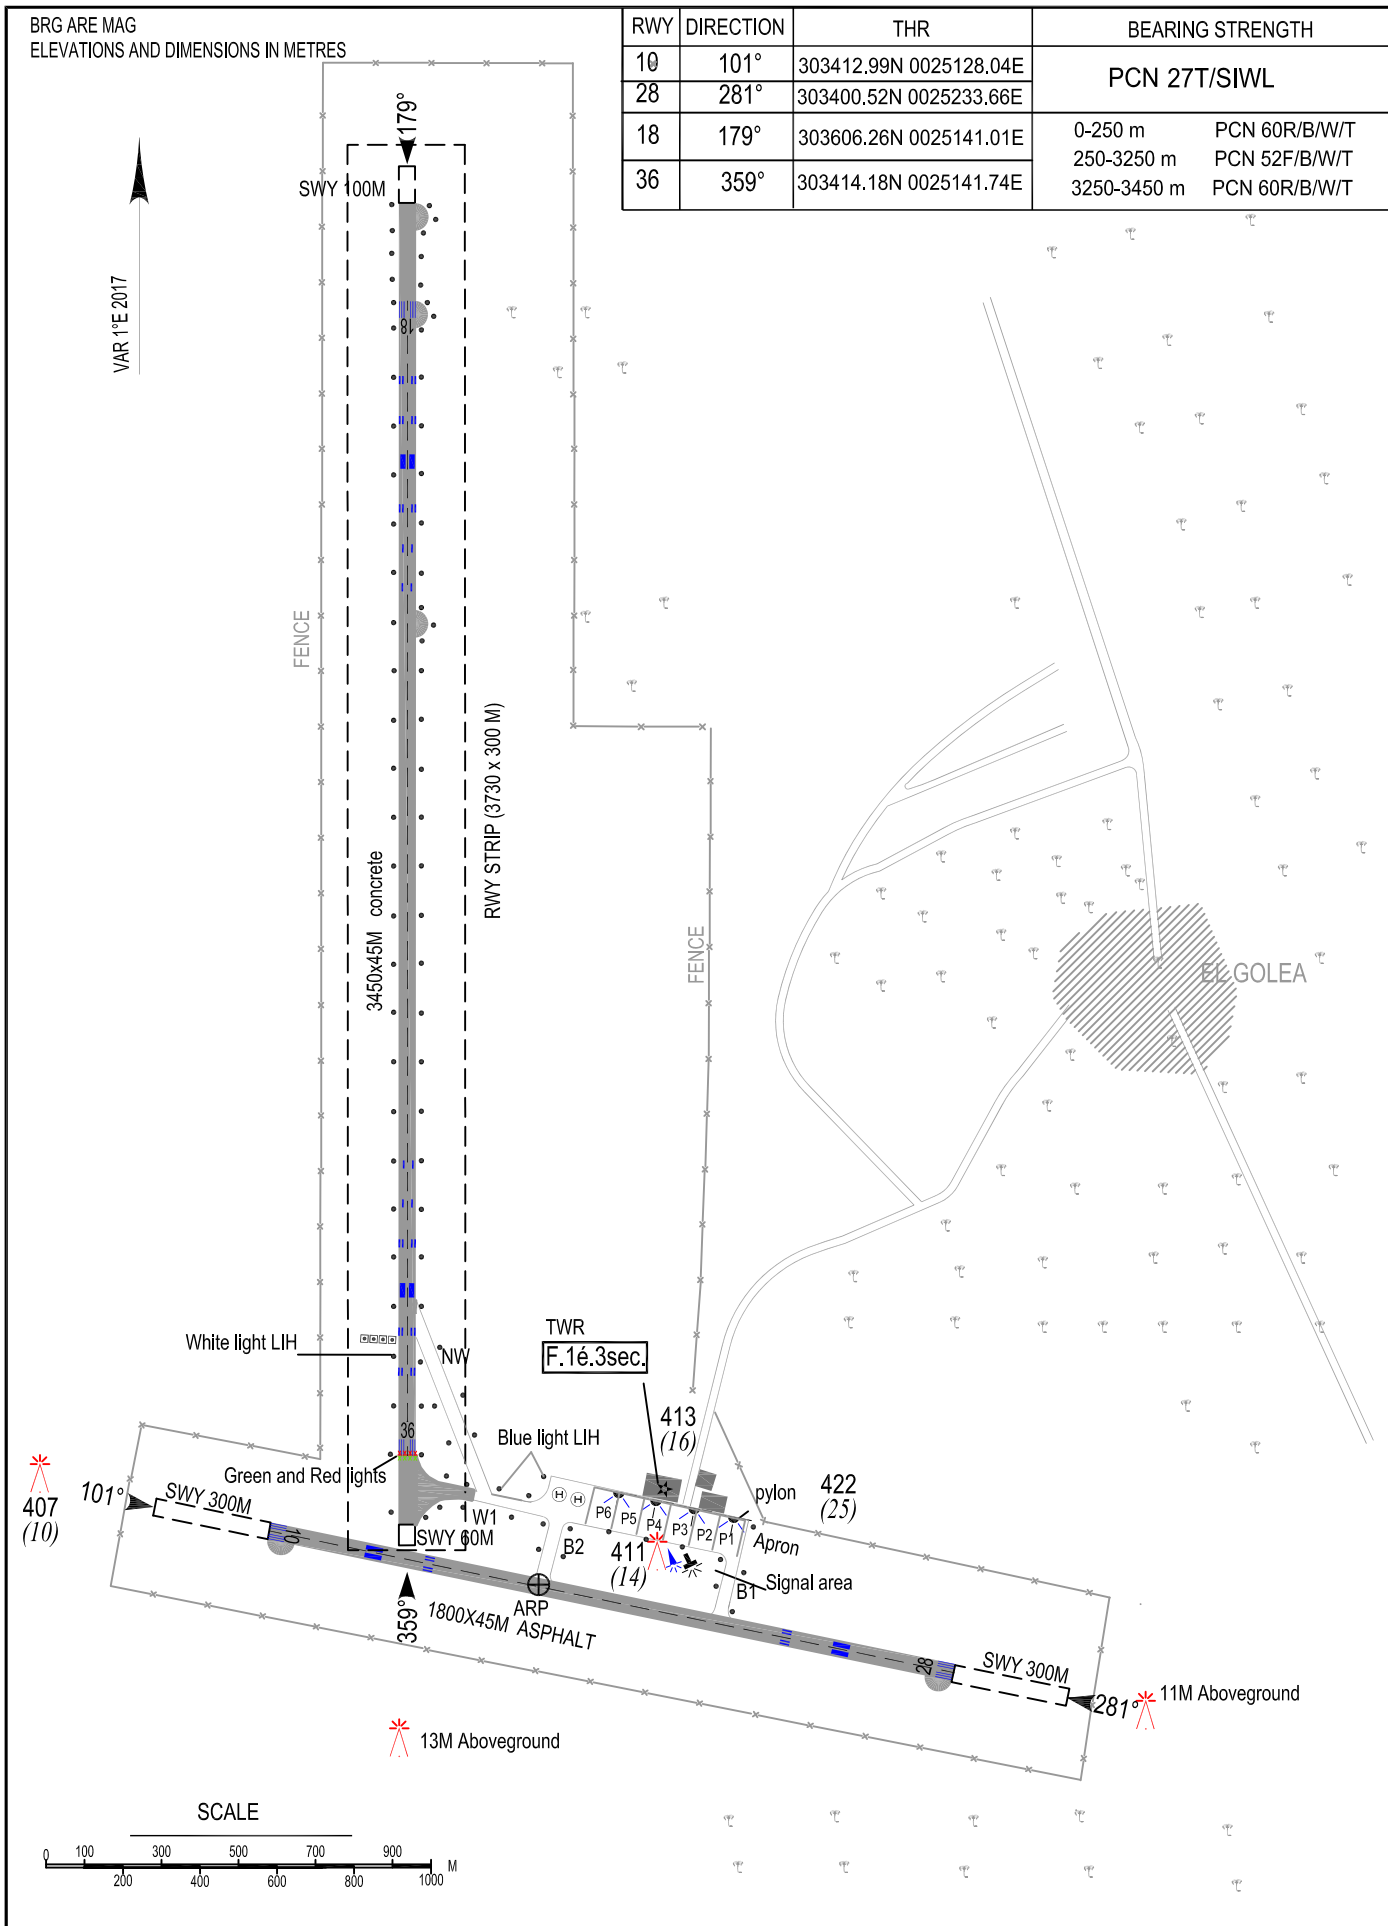 BRG ARE MAG
ELEVATIONS AND DIMENSIONS IN METRES
RWY DIRECTION THR BEARING STRENGTH
10 101° 303412.99N 0025128.04E PCN 27T/SIWL
28 281° 303400.52N 0025233.66E
18 179° 303606.26N 0025141.01E 0-250 m PCN 60R/B/W/T
250-3250 m PCN 52F/B/W/T
36 359° 303414.18N 0025141.74E 3250-3450 m PCN 60R/B/W/T
179°
SWY 100M
VAR 1°E 2017
18
FENCE
RWY STRIP (3730 x 300 M)
3450x45M concrete
FENCE
EL GOLEA
White light LIH
NW
TWR
F.1é.3sec.
413
(16)
36
Blue light LIH
Green and Red lights
407
(10)
101°
SWY 300M
10
SWY 60M
W1
H H
P6 P5 P4 P3 P2 P1
pylon
422
(25)
Apron
B2
411
(14)
Signal area
B1
359°
ARP
1800X45M ASPHALT
28
SWY 300M
281°
11M Aboveground
13M Aboveground
SCALE
0 100 300 500 700 900 M
200 400 600 800 1000